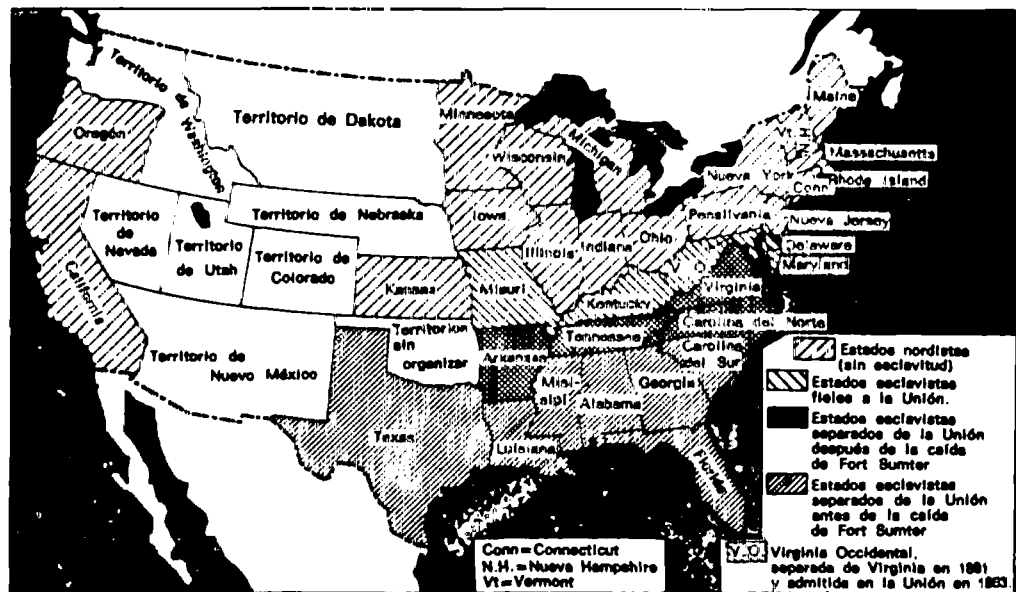 Territorio de
Washington
Oregón
Territorio de Dakota
Minnesota
Wisconsin
Michigan
Maine
Vt.
N.H.
Massachusetts
Nueva York
Conn
Rhode Island
Territorio
de
Nevada
Territorio
de Utah
Territorio de Nebraska
Iowa
Illinois
Indiana
Ohio
Pensilvania
Nueva Jersey
Delaware
Maryland
California
Territorio de
Colorado
Kansas
Misuri
Kentucky
V.O.
Virginia
Territorio de
Nuevo México
Territorios
sin
organizar
Arkansas
Tennessee
Carolina del Norte
Carolina
del Sur
Texas
Luisiana
Misi-
sipí
Alabama
Georgia
Florida
Estados nordistas
(sin esclavitud)
Estados esclavistas
fieles a la Unión.
Estados esclavistas
separados de la Unión
después de la caída
de Fort Sumter
Estados esclavistas
separados de la Unión
antes de la caída
de Fort Sumter
V.O. Virginia Occidental,
separada de Virginia en 1861
y admitida en la Unión en 1863.
Conn=Connecticut
N.H.=Nueva Hampshire
Vt=Vermont